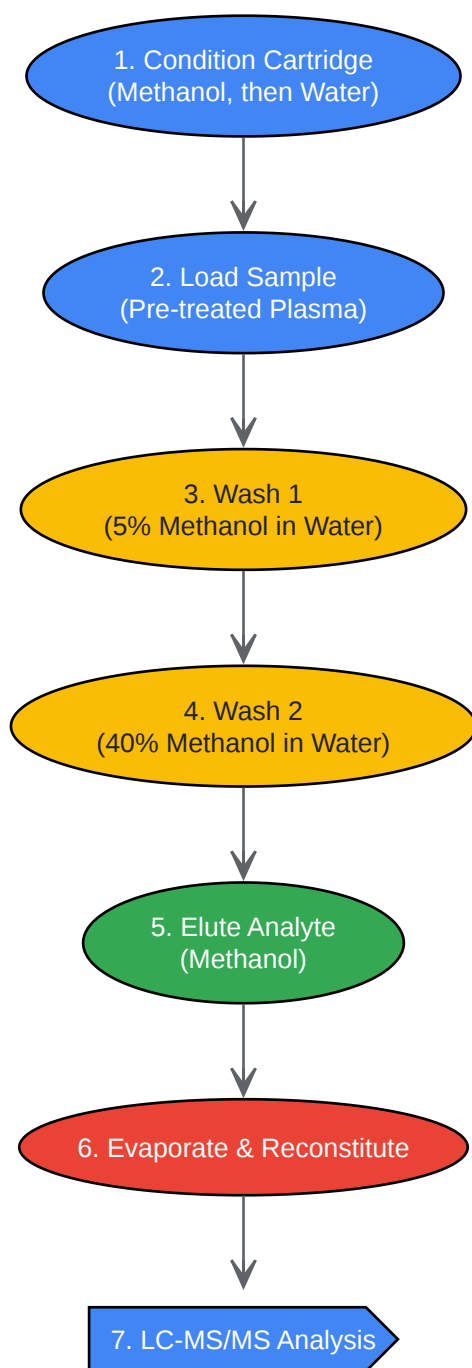 1. Condition Cartridge
(Methanol, then Water)
2. Load Sample
(Pre-treated Plasma)
3. Wash 1
(5% Methanol in Water)
4. Wash 2
(40% Methanol in Water)
5. Elute Analyte
(Methanol)
6. Evaporate & Reconstitute
7. LC-MS/MS Analysis